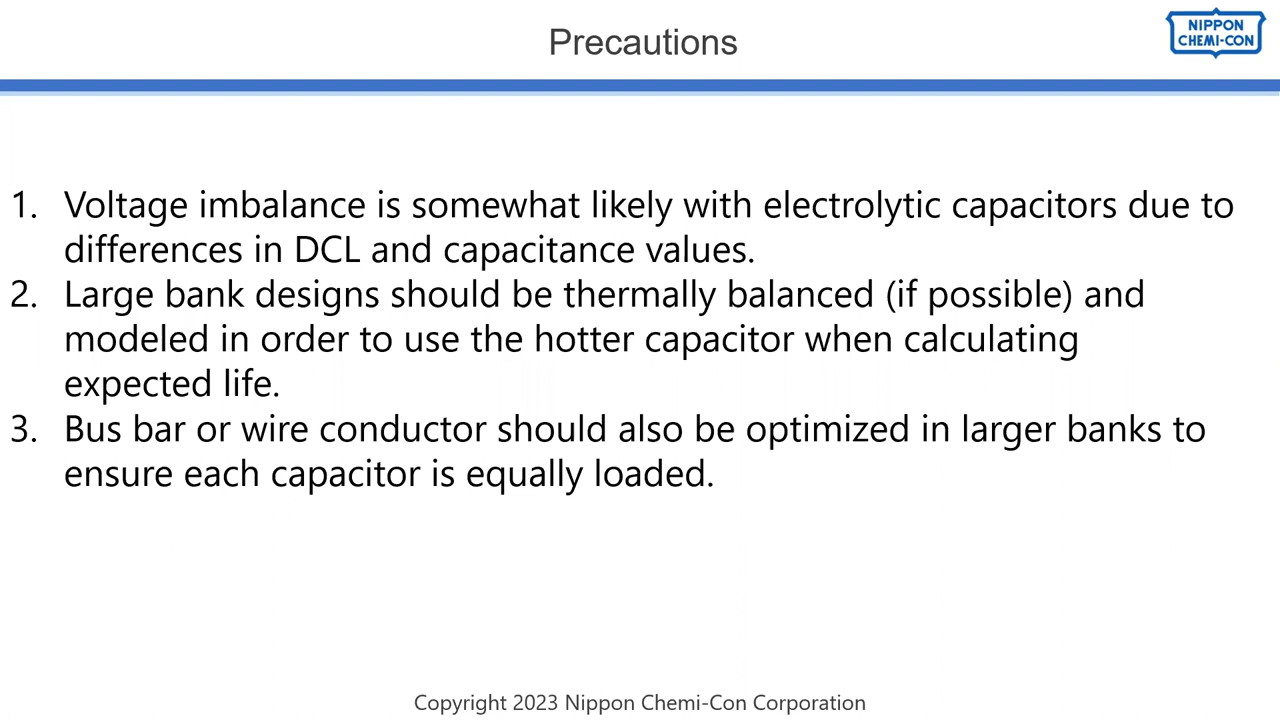 Precautions
NIPPON
CHEMI-CON
1. Voltage imbalance is somewhat likely with electrolytic capacitors due to
differences in DCL and capacitance values.
2. Large bank designs should be thermally balanced (if possible) and
modeled in order to use the hotter capacitor when calculating
expected life.
3. Bus bar or wire conductor should also be optimized in larger banks to
ensure each capacitor is equally loaded.
Copyright 2023 Nippon Chemi-Con Corporation